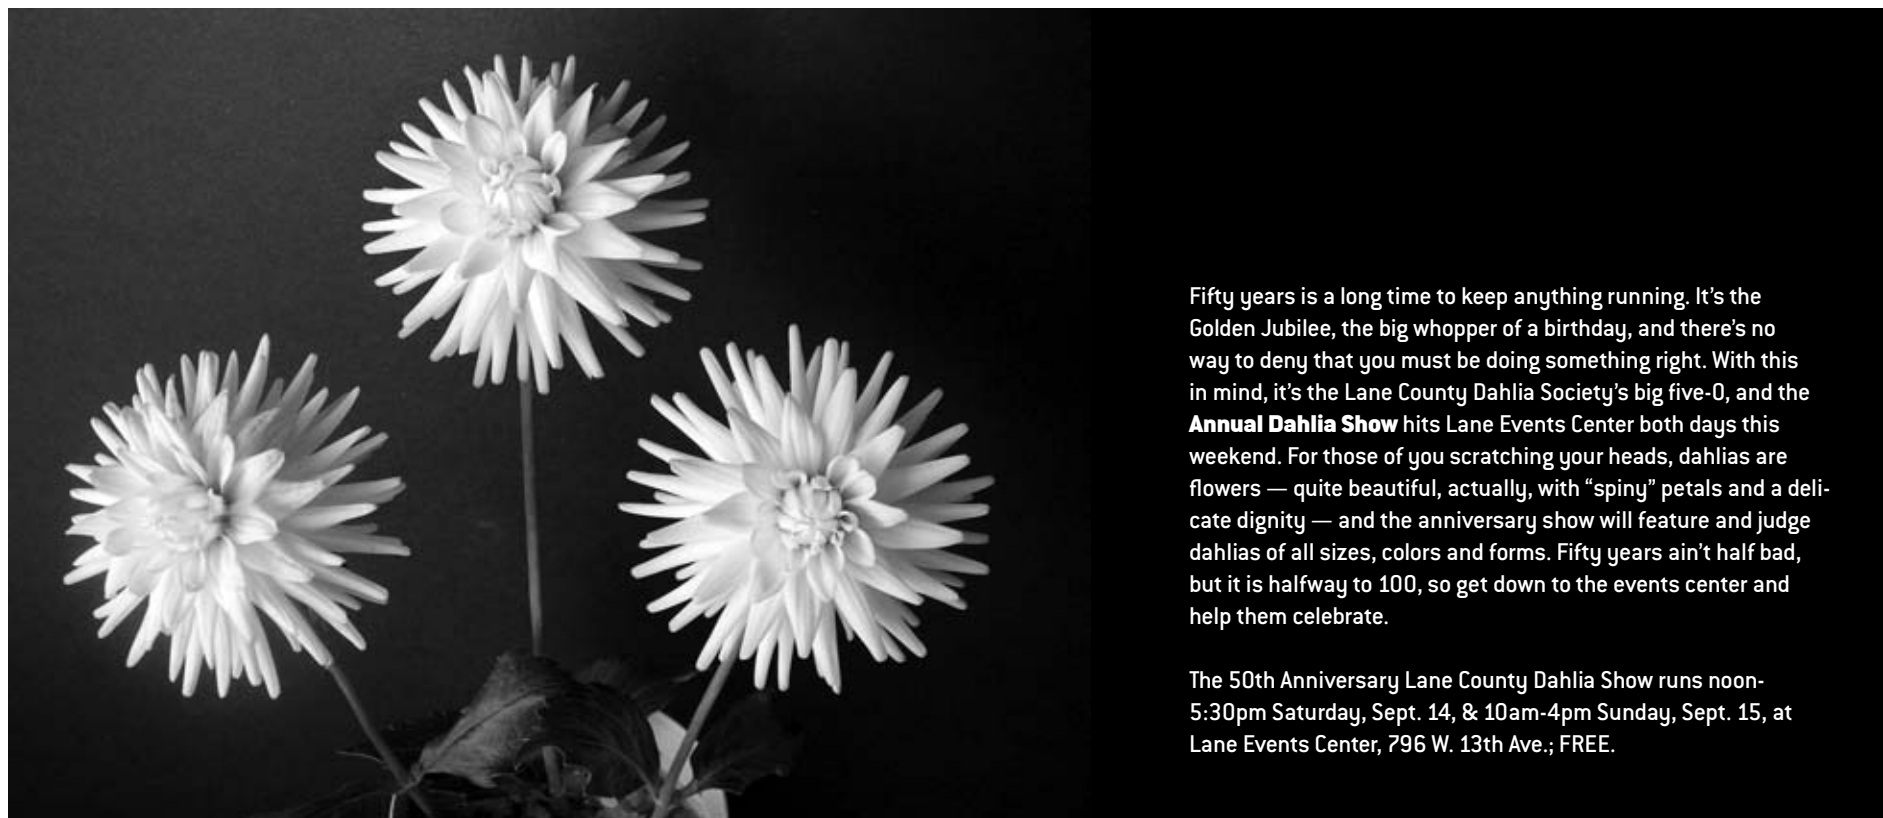 Fifty years is a long time to keep anything running. It’s the
Golden Jubilee, the big whopper of a birthday, and there’s no
way to deny that you must be doing something right. With this
in mind, it’s the Lane County Dahlia Society’s big five-0, and the
Annual Dahlia Show hits Lane Events Center both days this
weekend. For those of you scratching your heads, dahlias are
flowers — quite beautiful, actually, with “spiny” petals and a deli-
cate dignity — and the anniversary show will feature and judge
dahlias of all sizes, colors and forms. Fifty years ain’t half bad,
but it is halfway to 100, so get down to the events center and
help them celebrate.
The 50th Anniversary Lane County Dahlia Show runs noon-
5:30pm Saturday, Sept. 14, & 10am-4pm Sunday, Sept. 15, at
Lane Events Center, 796 W. 13th Ave.; FREE.